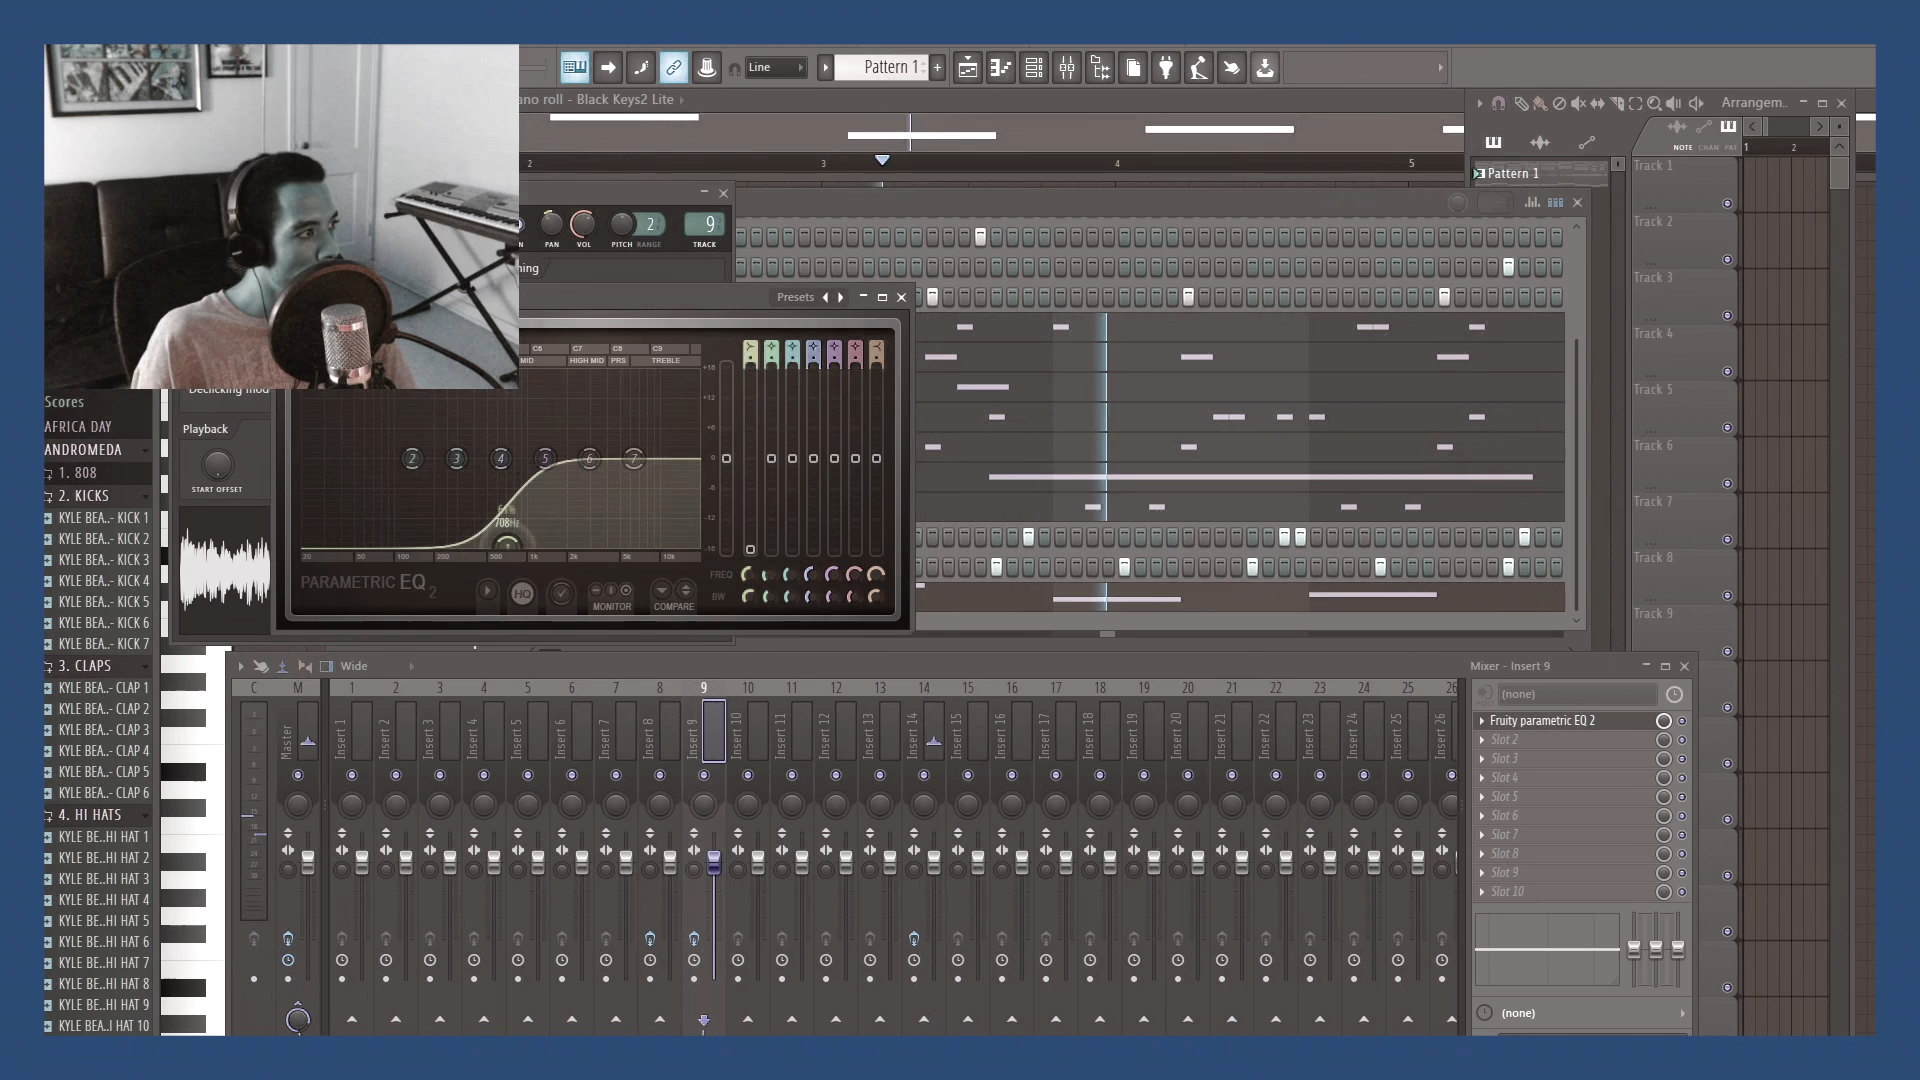 Line
Pattern 1
ano roll - Black Keys2 Lite
2
3
4
5
Arrangem..
NOTE CHAN PAT
1
2
Pattern 1
Track 1
Track 2
Track 3
Track 4
Track 5
Track 6
Track 7
Track 8
Track 9
PAN
VOL
PITCH
RANGE
2
9
TRACK
Presets
C6
C7
C8
C9
MID
HIGH MID
PRS
TREBLE
2
3
4
5
6
7
708Hz
20
50
100
200
500
1k
2k
5k
10k
+18
+12
+6
0
-6
-12
-18
PARAMETRIC EQ 2
HQ
MONITOR
COMPARE
FREQ
BW
Scores
AFRICA DAY
ANDROMEDA
1. 808
2. KICKS
KYLE BEA..- KICK 1
KYLE BEA..- KICK 2
KYLE BEA..- KICK 3
KYLE BEA..- KICK 4
KYLE BEA..- KICK 5
KYLE BEA..- KICK 6
KYLE BEA..- KICK 7
3. CLAPS
KYLE BEA..- CLAP 1
KYLE BEA..- CLAP 2
KYLE BEA..- CLAP 3
KYLE BEA..- CLAP 4
KYLE BEA..- CLAP 5
KYLE BEA..- CLAP 6
4. HI HATS
KYLE BE..HI HAT 1
KYLE BE..HI HAT 2
KYLE BE..HI HAT 3
KYLE BE..HI HAT 4
KYLE BE..HI HAT 5
KYLE BE..HI HAT 6
KYLE BE..HI HAT 7
KYLE BE..HI HAT 8
KYLE BE..HI HAT 9
KYLE BEA..I HAT 10
Playback
START OFFSET
Wide
Mixer - Insert 9
C M 1 2 3 4 5 6 7 8 9 10 11 12 13 14 15 16 17 18 19 20 21 22 23 24 25 26
Master
Insert 1
Insert 2
Insert 3
Insert 4
Insert 5
Insert 6
Insert 7
Insert 8
Insert 9
Insert 10
Insert 11
Insert 12
Insert 13
Insert 14
Insert 15
Insert 16
Insert 17
Insert 18
Insert 19
Insert 20
Insert 21
Insert 22
Insert 23
Insert 24
Insert 25
Insert 26
(none)
Fruity parametric EQ 2
Slot 2
Slot 3
Slot 4
Slot 5
Slot 6
Slot 7
Slot 8
Slot 9
Slot 10
(none)